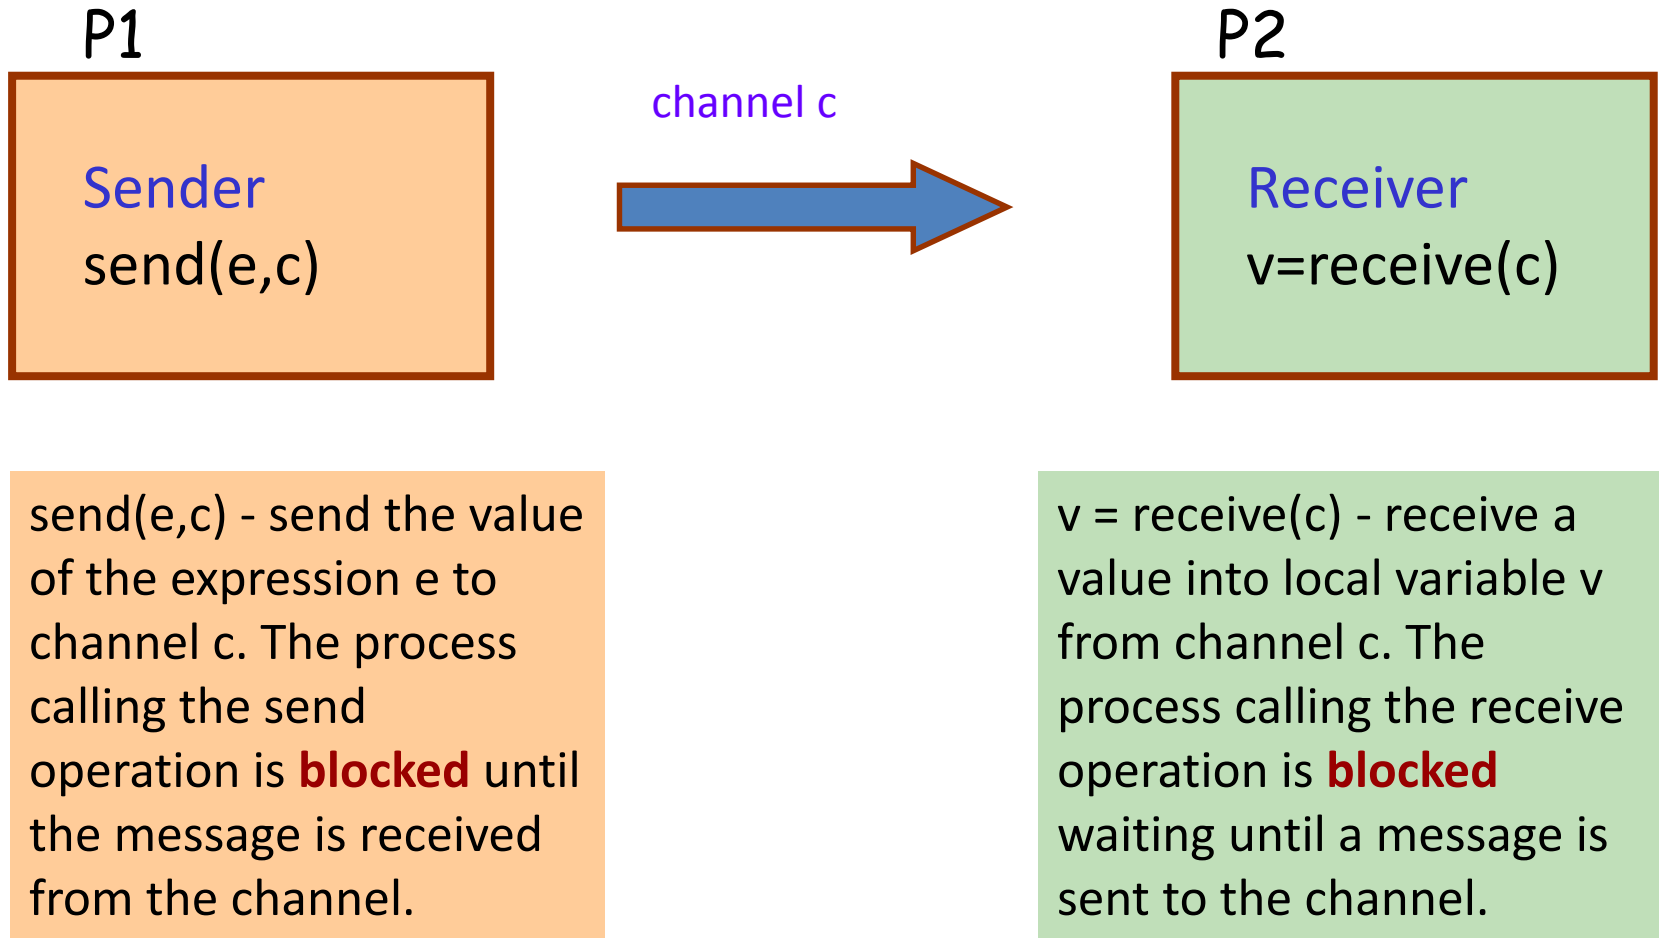 P1
P2
channel c
Sender
send(e,c)
Receiver
v=receive(c)
send(e,c) - send the value
of the expression e to
channel c. The process
calling the send
operation is blocked until
the message is received
from the channel.
v = receive(c) - receive a
value into local variable v
from channel c. The
process calling the receive
operation is blocked
waiting until a message is
sent to the channel.